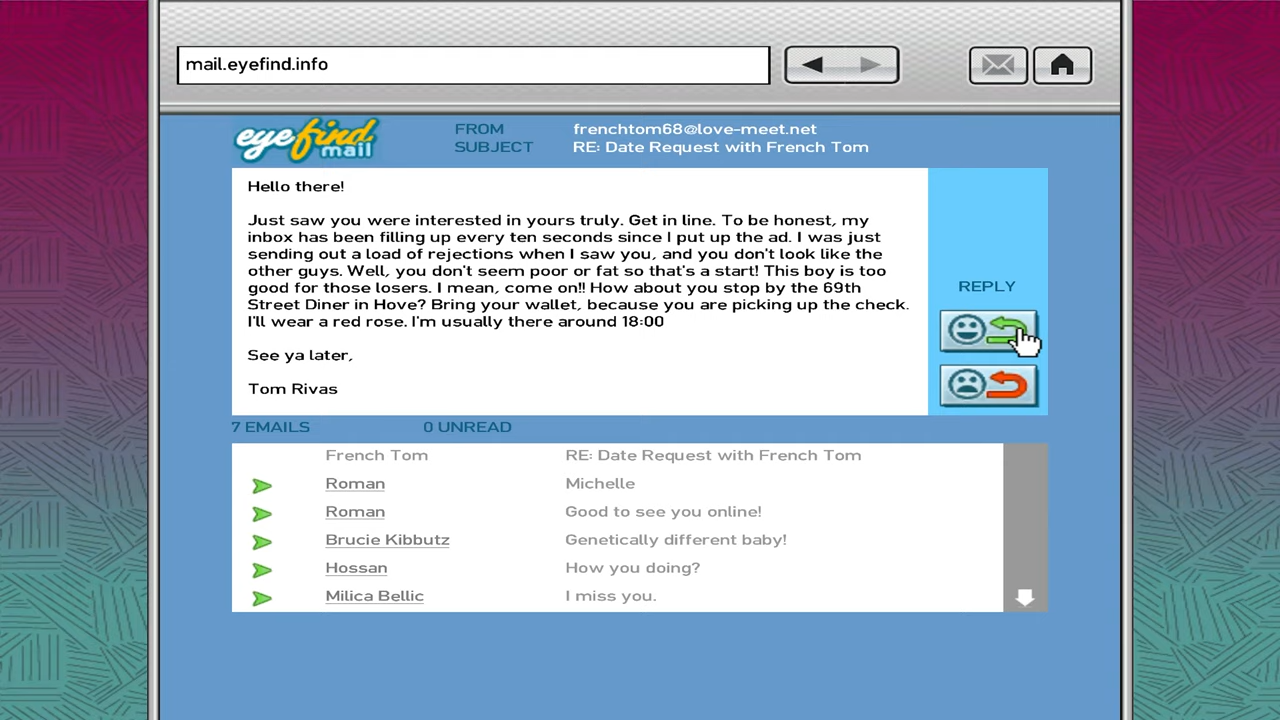 mail.eyefind.info
eyefind
mail
FROM frenchtom68@love-meet.net
SUBJECT RE: Date Request with French Tom
Hello there!
Just saw you were interested in yours truly. Get in line. To be honest, my
inbox has been filling up every ten seconds since I put up the ad. I was just
sending out a load of rejections when I saw you, and you don't look like the
other guys. Well, you don't seem poor or fat so that's a start! This boy is too
good for those losers. I mean, come on!! How about you stop by the 69th
Street Diner in Hove? Bring your wallet, because you are picking up the check.
I'll wear a red rose. I'm usually there around 18:00
See ya later,
Tom Rivas
REPLY
7 EMAILS 0 UNREAD
French Tom RE: Date Request with French Tom
Roman Michelle
Roman Good to see you online!
Brucie Kibbutz Genetically different baby!
Hossan How you doing?
Milica Bellic I miss you.